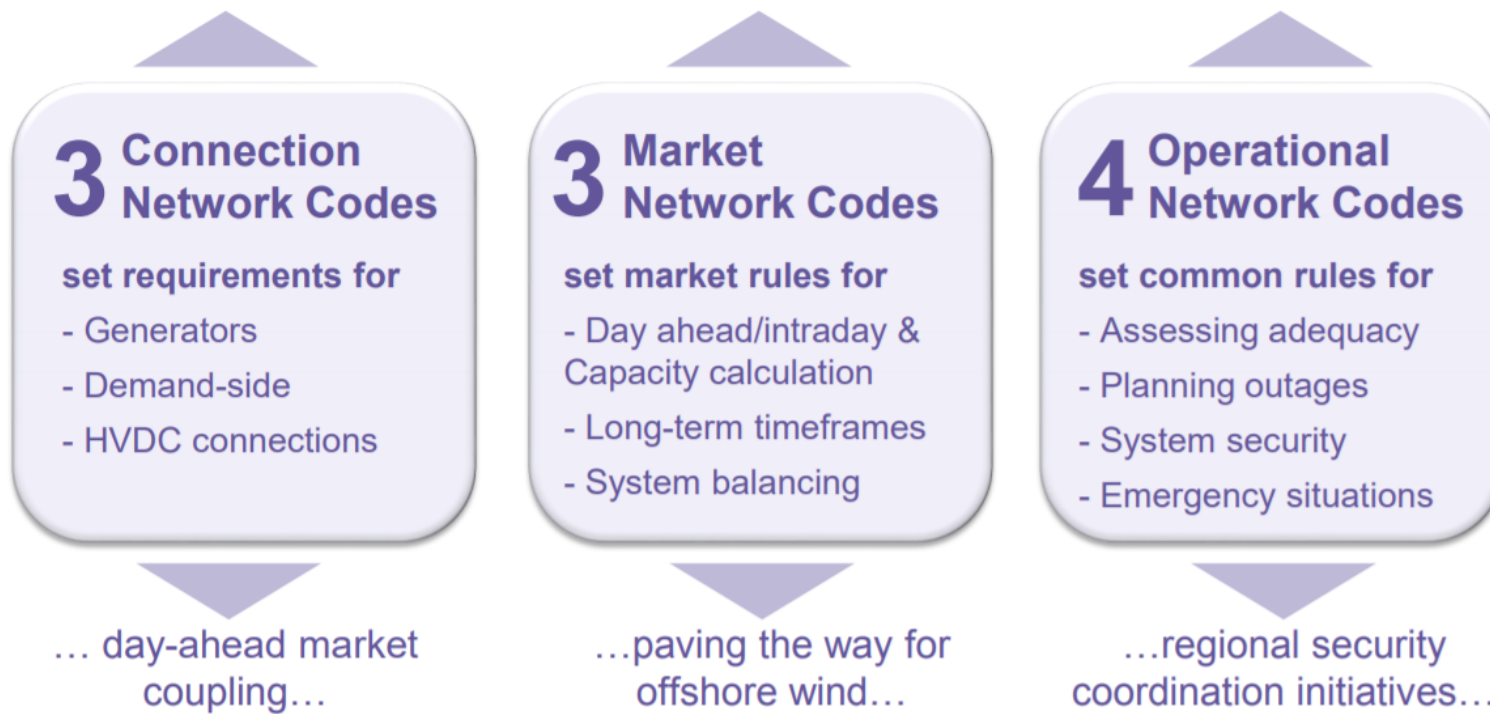 3 Connection
Network Codes
set requirements for
- Generators
- Demand-side
- HVDC connections
... day-ahead market
coupling...
3 Market
Network Codes
set market rules for
- Day ahead/intraday &
Capacity calculation
- Long-term timeframes
- System balancing
...paving the way for
offshore wind...
4 Operational
Network Codes
set common rules for
- Assessing adequacy
- Planning outages
- System security
- Emergency situations
...regional security
coordination initiatives...